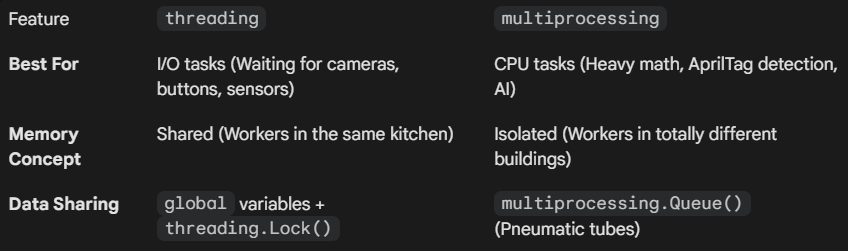 Feature threading multiprocessing
Best For I/O tasks (Waiting for cameras, CPU tasks (Heavy math, AprilTag detection,
buttons, sensors) AI)
Memory Shared (Workers in the same kitchen) Isolated (Workers in totally different
Concept buildings)
Data Sharing global variables + multiprocessing.Queue()
threading.Lock() (Pneumatic tubes)